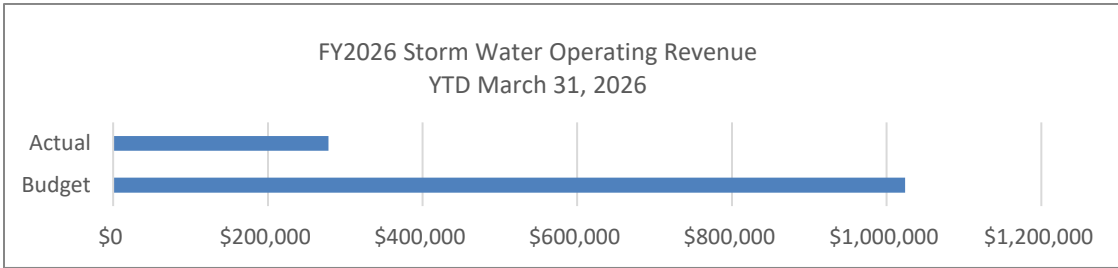 FY2026 Storm Water Operating Revenue
YTD March 31, 2026
Actual
Budget
$0 $200,000 $400,000 $600,000 $800,000 $1,000,000 $1,200,000